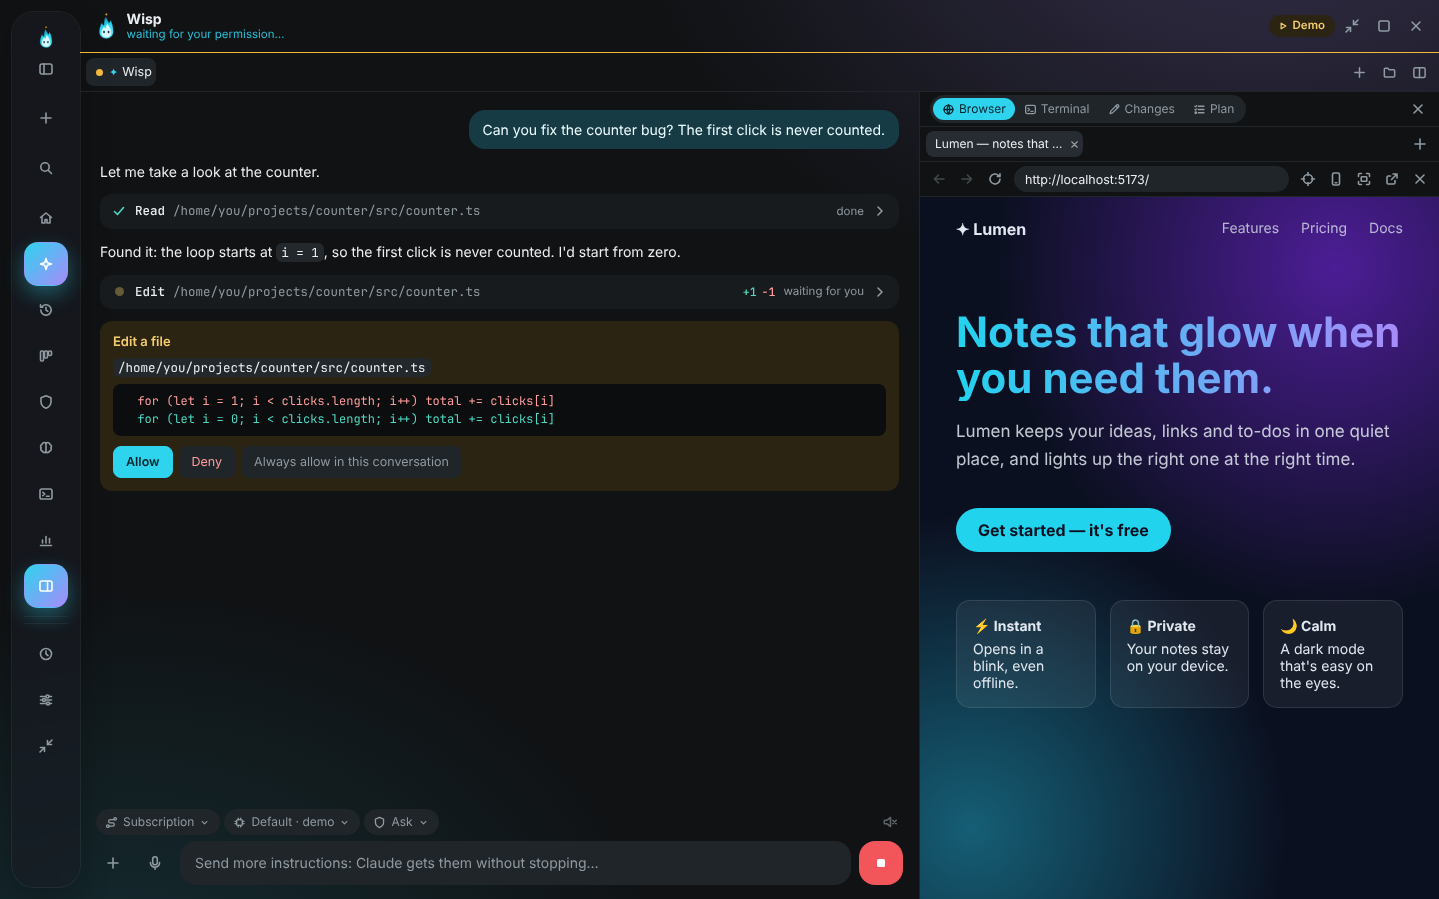 Wisp
waiting for your permission...
Demo
Wisp
Can you fix the counter bug? The first click is never counted.
Let me take a look at the counter.
Read /home/you/projects/counter/src/counter.ts
done
Found it: the loop starts at i = 1, so the first click is never counted. I'd start from zero.
Edit /home/you/projects/counter/src/counter.ts
+1 -1 waiting for you
Edit a file
/home/you/projects/counter/src/counter.ts
for (let i = 1; i < clicks.length; i++) total += clicks[i]
for (let i = 0; i < clicks.length; i++) total += clicks[i]
Allow
Deny
Always allow in this conversation
Subscription
Default · demo
Ask
Send more instructions: Claude gets them without stopping...
Browser
Terminal
Changes
Plan
Lumen — notes that ...
http://localhost:5173/
Lumen
Features
Pricing
Docs
Notes that glow when
you need them.
Lumen keeps your ideas, links and to-dos in one quiet
place, and lights up the right one at the right time.
Get started — it's free
⚡ Instant
Opens in a
blink, even
offline.
🔒 Private
Your notes stay
on your device.
🌙 Calm
A dark mode
that's easy on
the eyes.